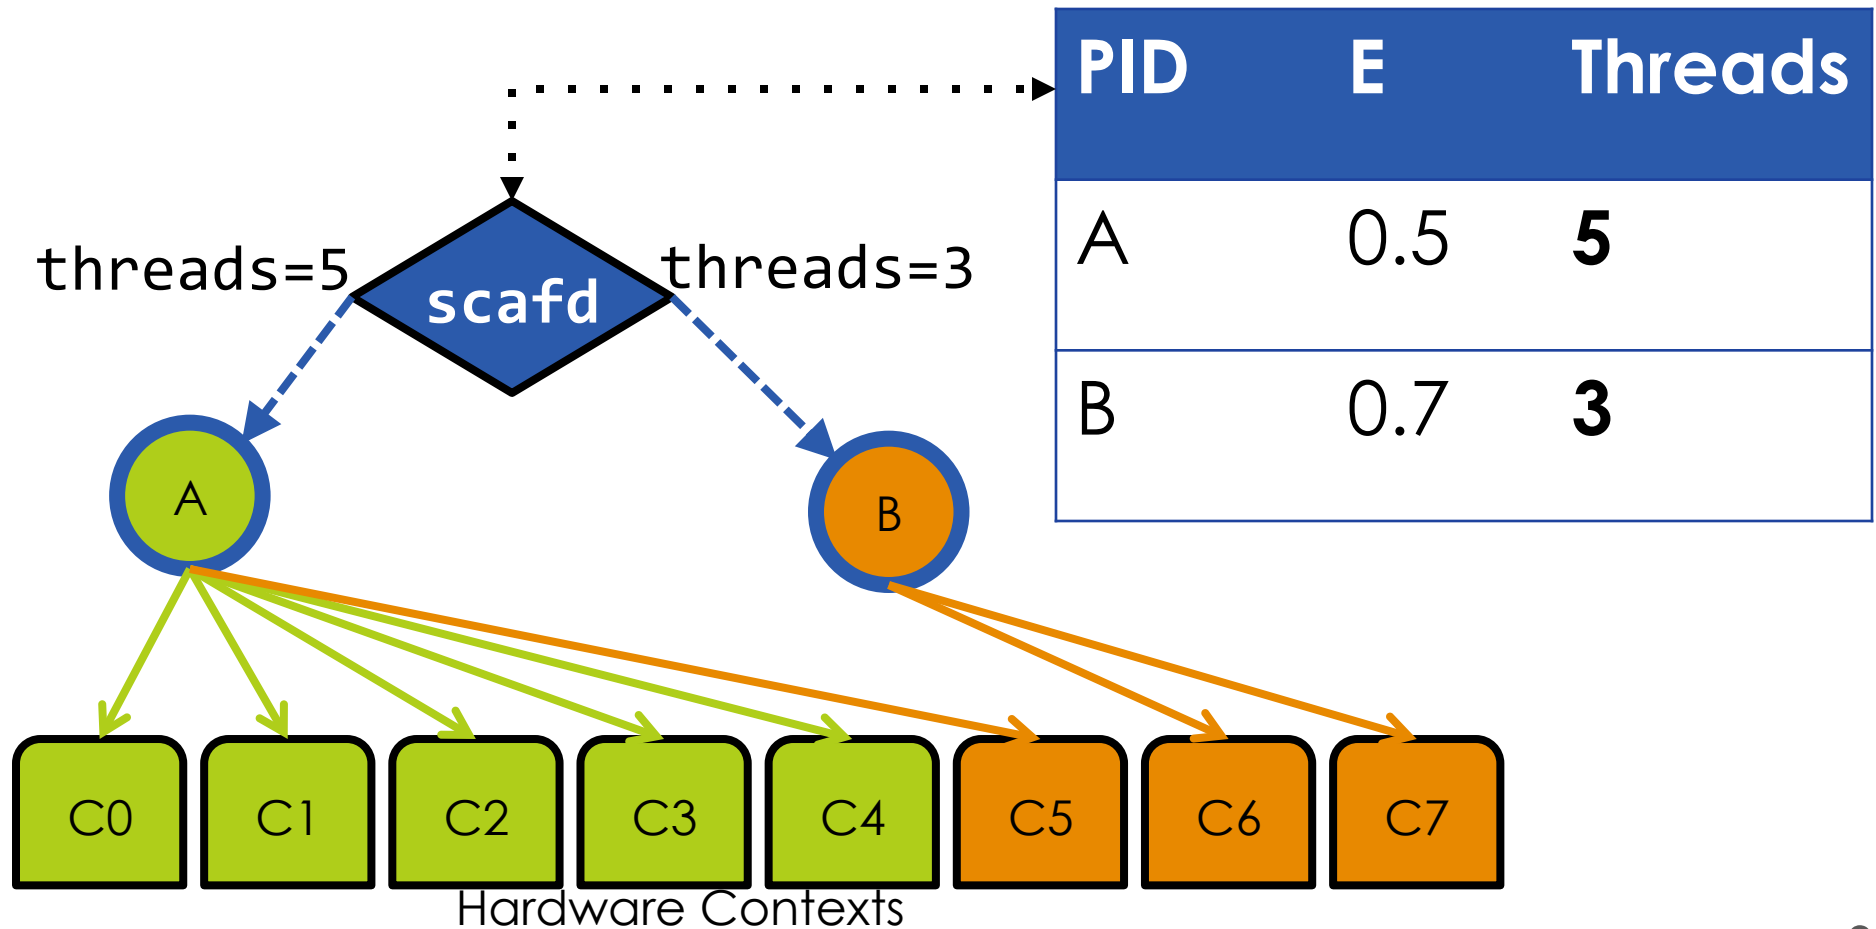 PID E Threads
A 0.5 5
B 0.7 3
threads=5
scafd
threads=3
A
B
C0 C1 C2 C3 C4 C5 C6 C7
Hardware Contexts